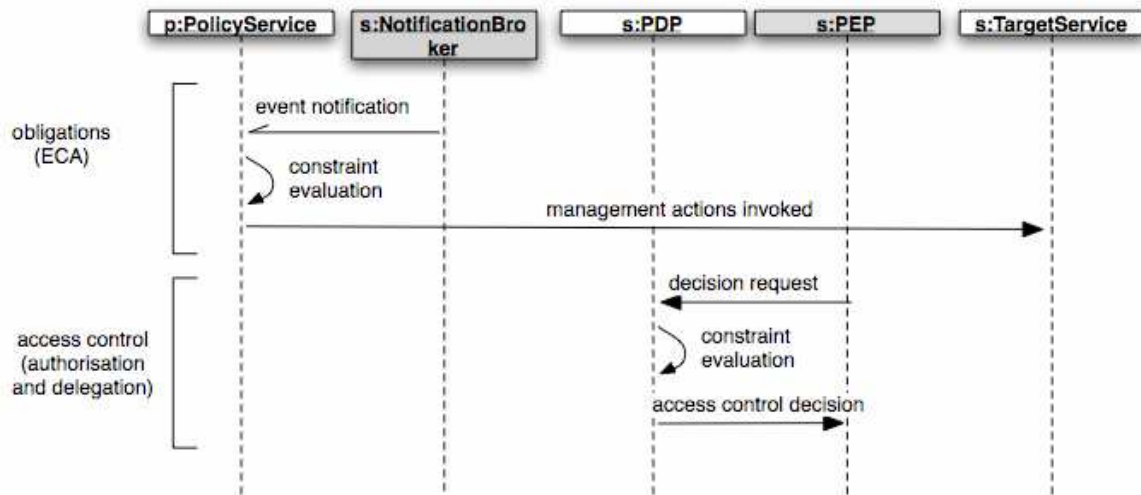 p:PolicyService
s:NotificationBro
ker
s:PDP
s:PEP
s:TargetService
obligations
(ECA)
event notification
constraint
evaluation
management actions invoked
access control
(authorisation
and delegation)
decision request
constraint
evaluation
access control decision